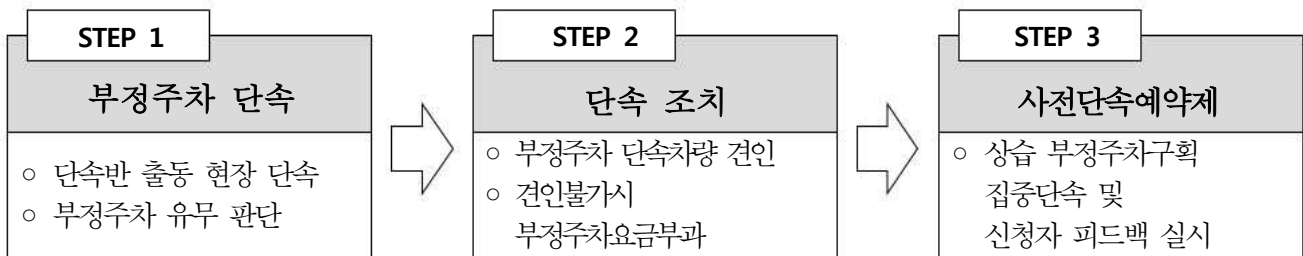 STEP 1
부정주차 단속
○ 단속반 출동 현장 단속
○ 부정주차 유무 판단
STEP 2
단속 조치
○ 부정주차 단속차량 견인
○ 견인불가시
부정주차요금부과
STEP 3
사전단속예약제
○ 상습 부정주차구획
집중단속 및
신청자 피드백 실시